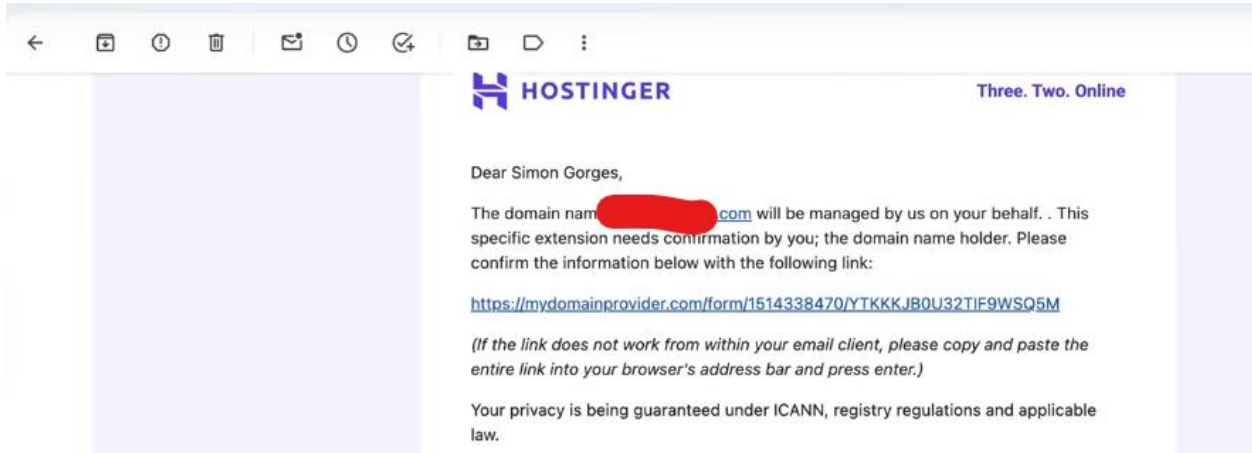 HOSTINGER
Three. Two. Online
Dear Simon Gorges,
The domain nam .com will be managed by us on your behalf. . This
specific extension needs confirmation by you; the domain name holder. Please
confirm the information below with the following link:
https://mydomainprovider.com/form/1514338470/YTKKKJB0U32TIF9WSQ5M
(If the link does not work from within your email client, please copy and paste the
entire link into your browser's address bar and press enter.)
Your privacy is being guaranteed under ICANN, registry regulations and applicable
law.